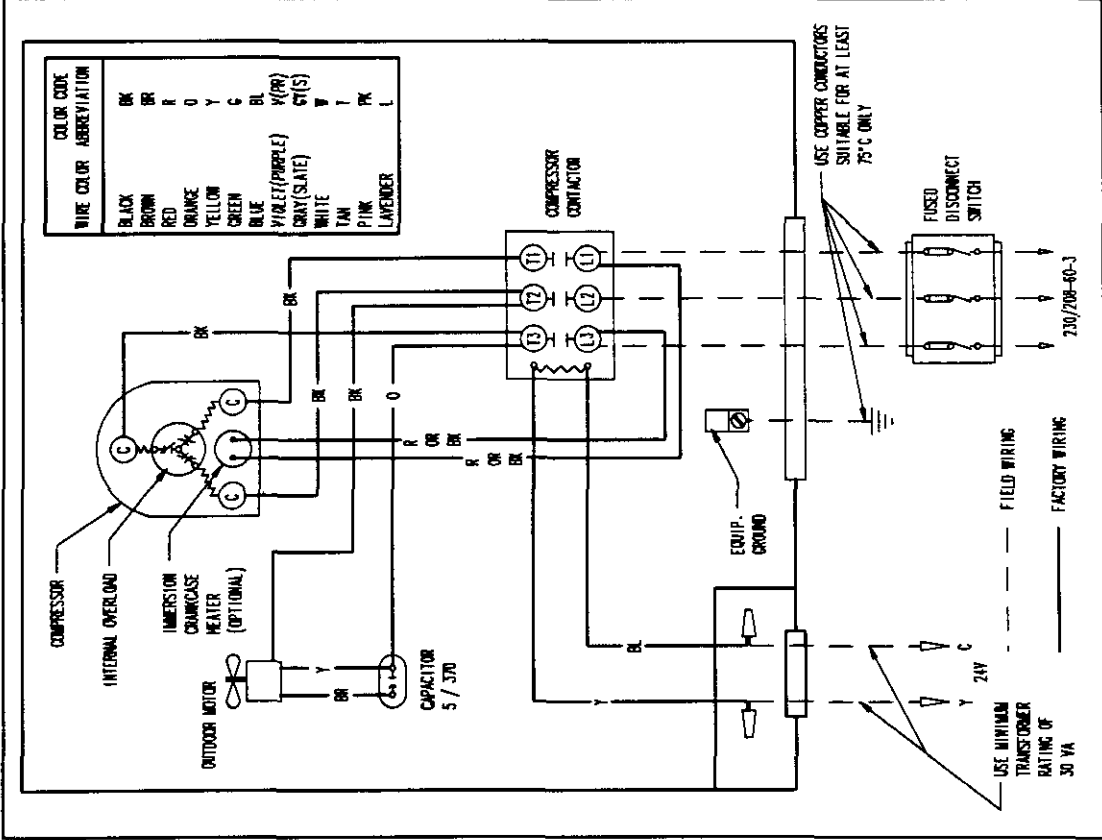 COLOR CODE
WIRE COLOR ABBREVIATION
BLACK BK
BROWN BR
RED R
ORANGE O
YELLOW Y
GREEN G
BLUE BL
VIOLET(PURPLE) V(PR)
GRAY(SLATE) GY(S)
WHITE W
TAN T
PINK PK
LAVENDER L
COMPRESSOR
INTERNAL OVERLOAD
IMMERSION
CRANKCASE
HEATER
(OPTIONAL)
OUTDOOR MOTOR
CAPACITOR
5 / 370
C
C
C
BK
BK
BK
BK
O
Y
BR
R OR BK
R OR BK
COMPRESSOR
CONTACTOR
T3 T2 T1
L3 L2 L1
Y
BL
EQUIP.
GROUND
USE COPPER CONDUCTORS
SUITABLE FOR AT LEAST
75°C ONLY
FUSED
DISCONNECT
SWITCH
230/208-60-3
Y C
24V
USE MINIMUM
TRANSFORMER
RATING OF
30 VA
FIELD WIRING
FACTORY WIRING